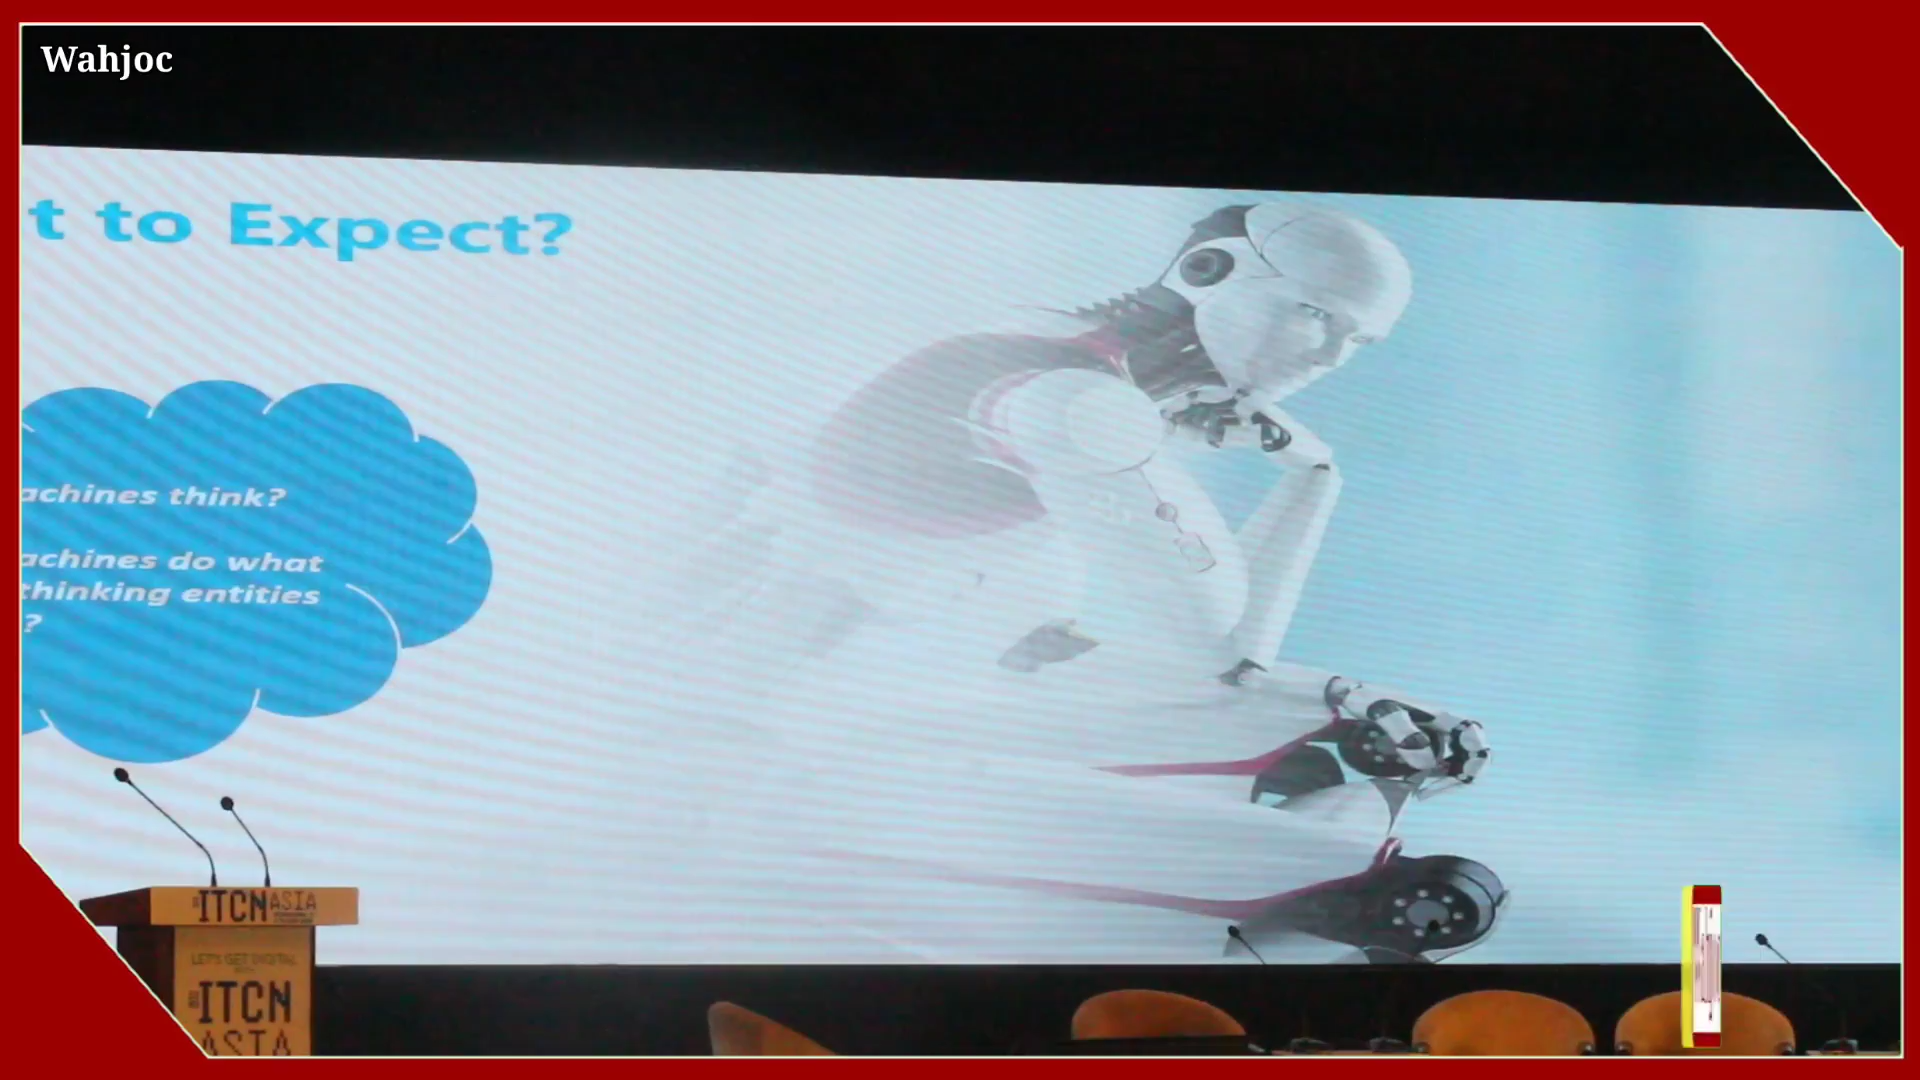 Wahjoc
t to Expect?
achines think?
achines do what
thinking entities
?
ITCN ASIA
LET'S GET DIGITAL
ITCN
ASIA